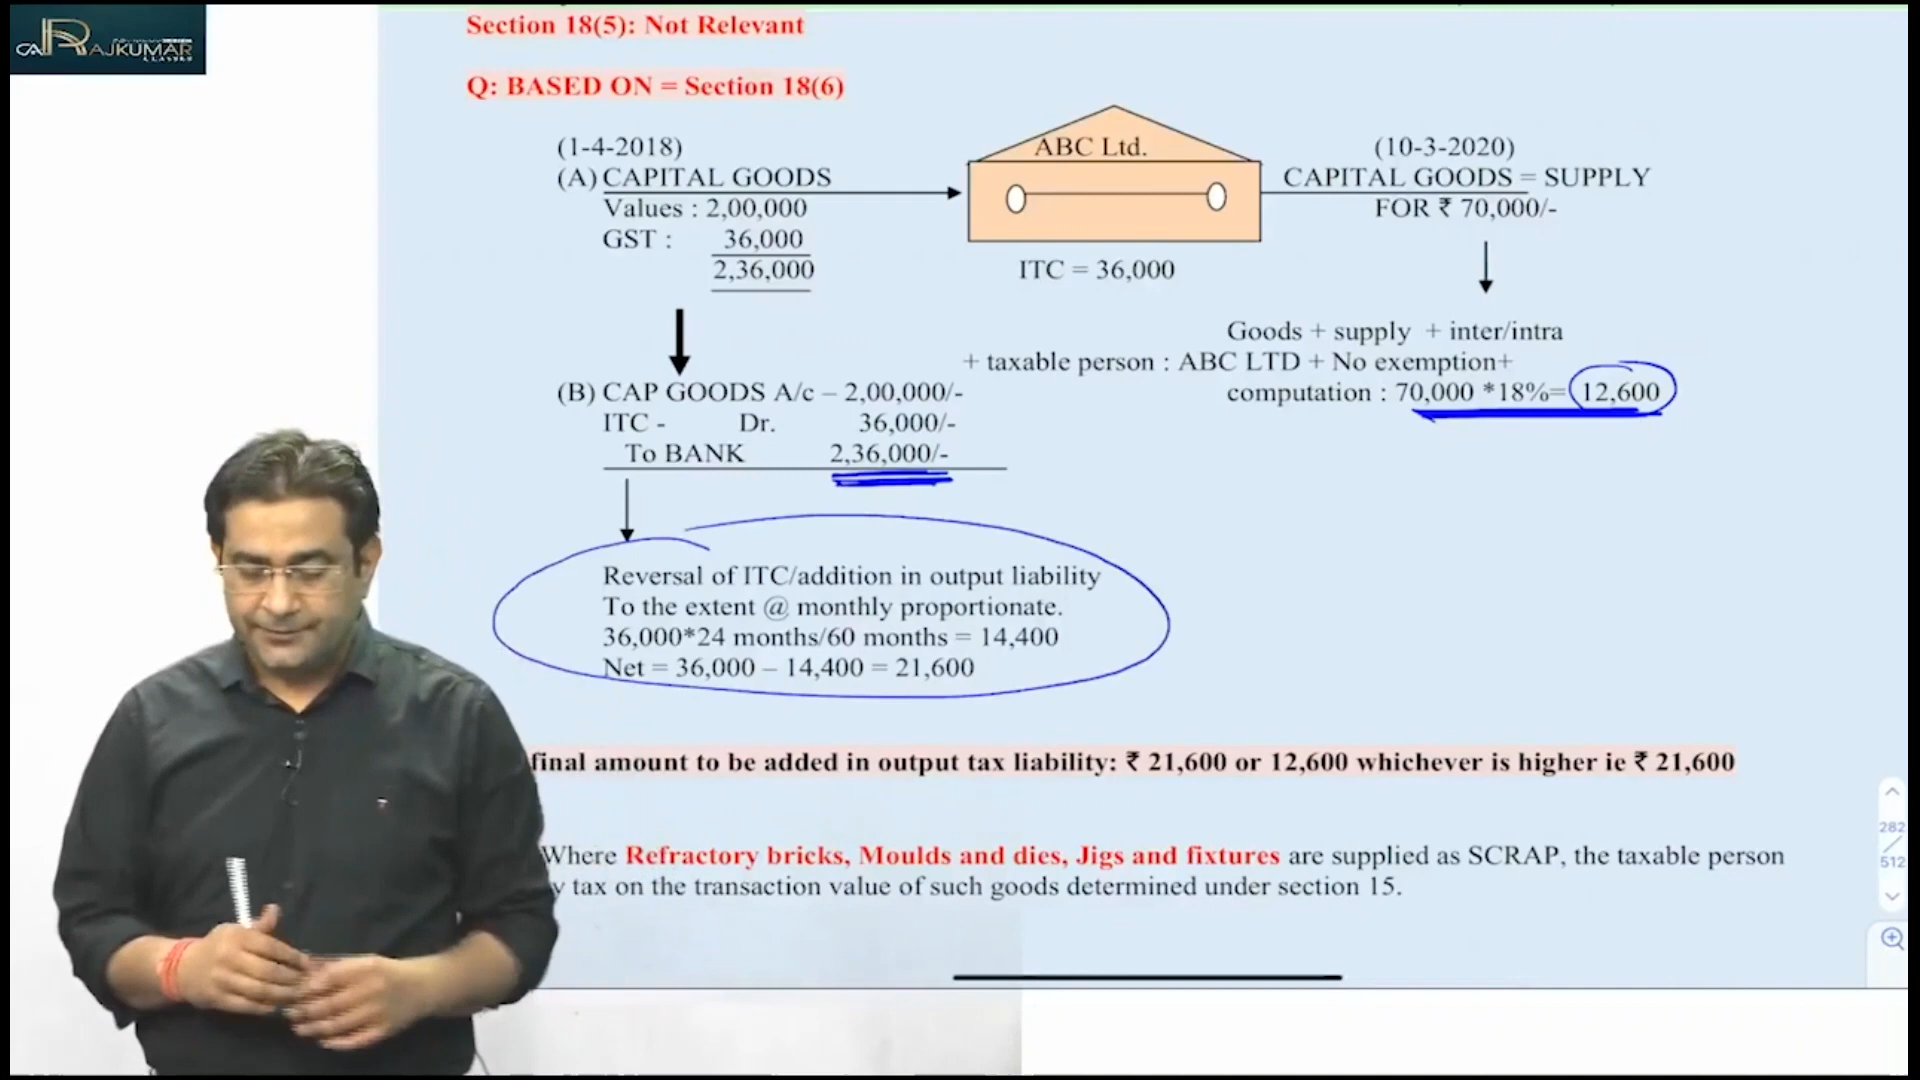 CA RAJKUMAR
CLASSES
Section 18(5): Not Relevant
Q: BASED ON = Section 18(6)
(1-4-2018)
(A) CAPITAL GOODS
Values : 2,00,000
GST : 36,000
2,36,000
ABC Ltd.
ITC = 36,000
(10-3-2020)
CAPITAL GOODS = SUPPLY
FOR ₹ 70,000/-
Goods + supply + inter/intra
+ taxable person : ABC LTD + No exemption+
computation : 70,000 *18%= 12,600
(B) CAP GOODS A/c – 2,00,000/-
ITC - Dr. 36,000/-
To BANK 2,36,000/-
Reversal of ITC/addition in output liability
To the extent @ monthly proportionate.
36,000*24 months/60 months = 14,400
Net = 36,000 – 14,400 = 21,600
final amount to be added in output tax liability: ₹ 21,600 or 12,600 whichever is higher ie ₹ 21,600
Where Refractory bricks, Moulds and dies, Jigs and fixtures are supplied as SCRAP, the taxable person
y tax on the transaction value of such goods determined under section 15.
282
/
512